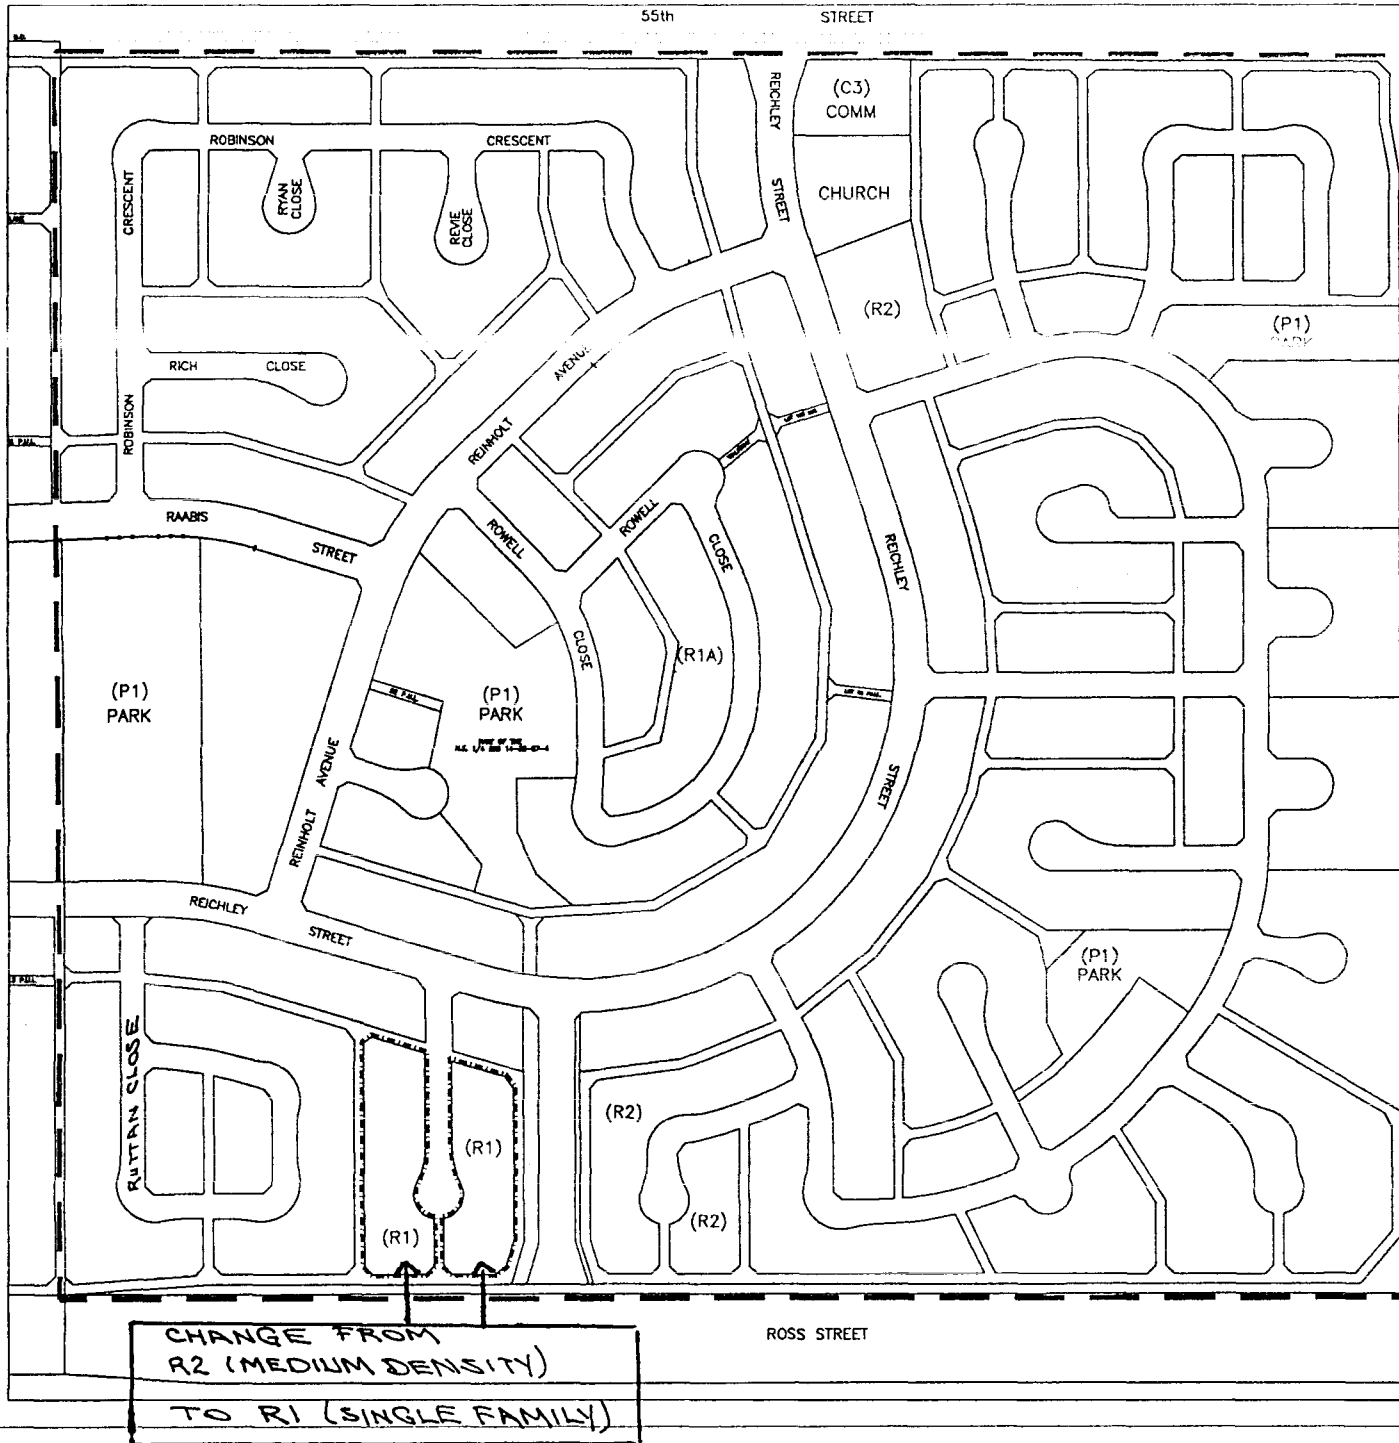 55th STREET
REICHLEY
STREET
(C3)
COMM
CHURCH
ROBINSON CRESCENT
CRESCENT
RYAN
CLOSE
REVIE
CLOSE
(R2)
(P1)
PARK
RICH CLOSE
ROBINSON
REINHOLT
AVENUE
RAABIS
STREET
ROWELL
CLOSE
ROWELL
CLOSE
WALKWAY
REICHLEY
STREET
(R1A)
(P1)
PARK
(P1)
PARK
REINHOLT
AVENUE
REICHLEY
STREET
(P1)
PARK
RUTTAN CLOSE
(R1)
(R1)
(R2)
(R2)
ROSS STREET
CHANGE FROM
R2 (MEDIUM DENSITY)
TO R1 (SINGLE FAMILY)